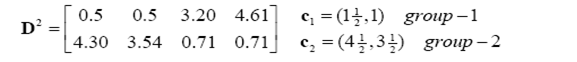 D² = [0.5 0.5 3.20 4.61] c₁ = (1½,1) group – 1
[4.30 3.54 0.71 0.71] c₂ = (4½,3½) group – 2